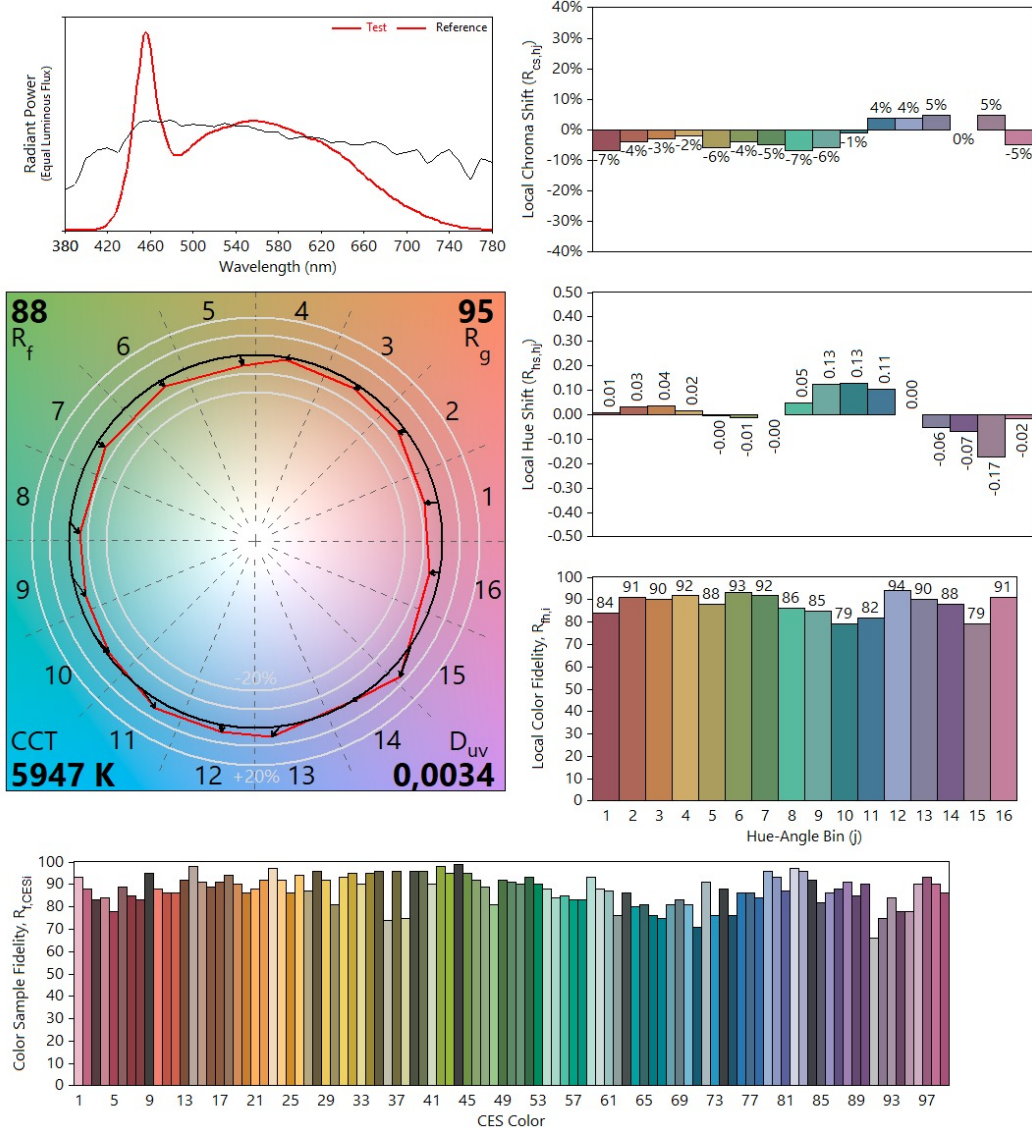 Test
Reference
Radiant Power
(Equal Luminous Flux)
380 420 460 500 540 580 620 660 700 740 780
Wavelength (nm)
Local Chroma Shift (Rcs,hj)
40%
30%
20%
10%
0%
-10%
-20%
-30%
-40%
-7% -4% -3% -2% -6% -4% -5% -7% -6% -1% 4% 4% 5% 0% 5% -5%
88
Rf
95
Rg
1
2
3
4
5
6
7
8
9
10
11
12
13
14
15
16
-20%
+20%
CCT
5947 K
Duv
0,0034
Local Hue Shift (Rhs,hj)
0.50
0.40
0.30
0.20
0.10
0.00
-0.10
-0.20
-0.30
-0.40
-0.50
0.01 0.03 0.04 0.02 -0.00 -0.01 -0.00 0.05 0.13 0.13 0.11 0.00 -0.06 -0.07 -0.17 -0.02
Local Color Fidelity, Rfh,i
100
90
80
70
60
50
40
30
20
10
0
84 91 90 92 88 93 92 86 85 79 82 94 90 88 79 91
1 2 3 4 5 6 7 8 9 10 11 12 13 14 15 16
Hue-Angle Bin (j)
Color Sample Fidelity, Rf,CESi
100
90
80
70
60
50
40
30
20
10
0
1 5 9 13 17 21 25 29 33 37 41 45 49 53 57 61 65 69 73 77 81 85 89 93 97
CES Color